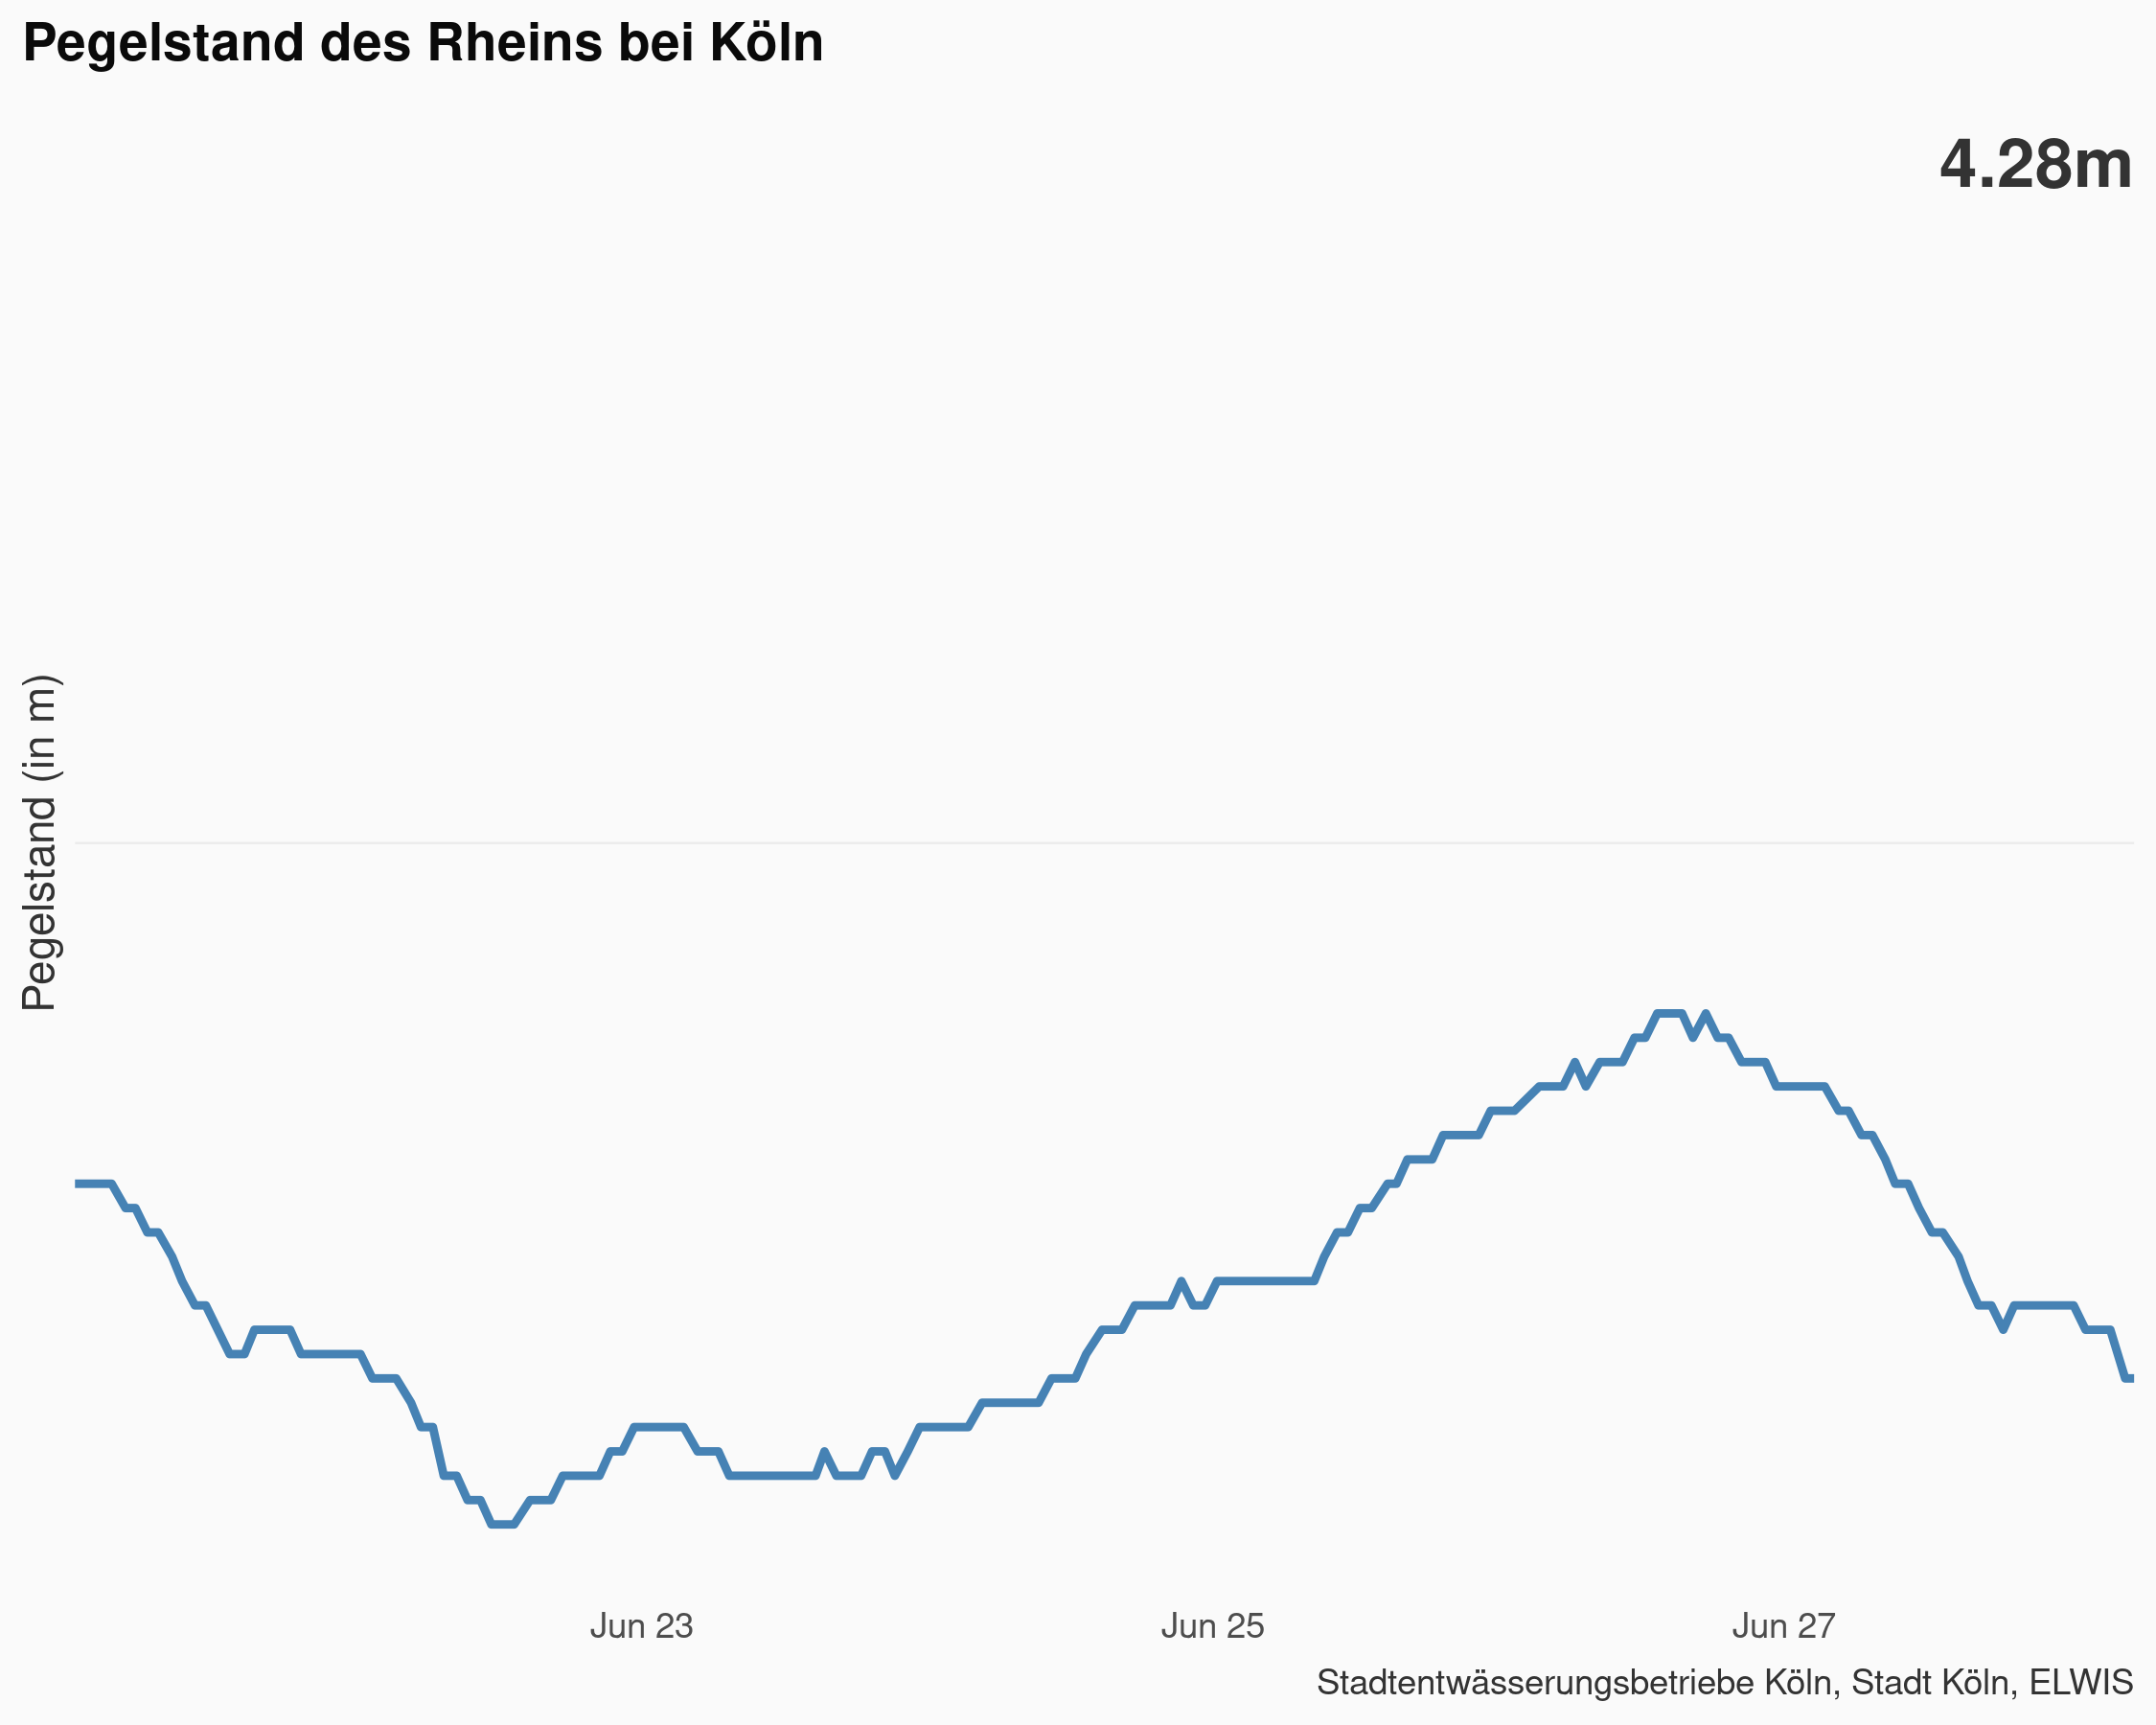 Pegelstand des Rheins bei Köln
4.28m
Pegelstand (in m)
Jun 23
Jun 25
Jun 27
Stadtentwässerungsbetriebe Köln, Stadt Köln, ELWIS